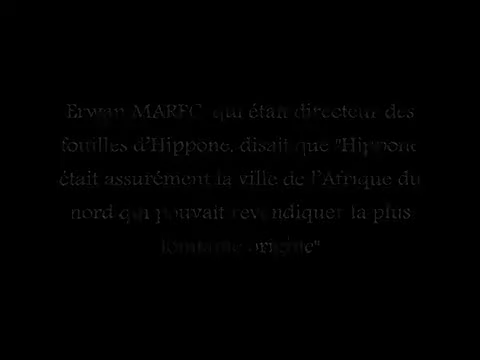 Erwan MAREC, qui était directeur des
fouilles d'Hippone, disait que "Hippone
était assurément la ville de l'Afrique du
nord qui pouvait revendiquer la plus
lointaine origine"